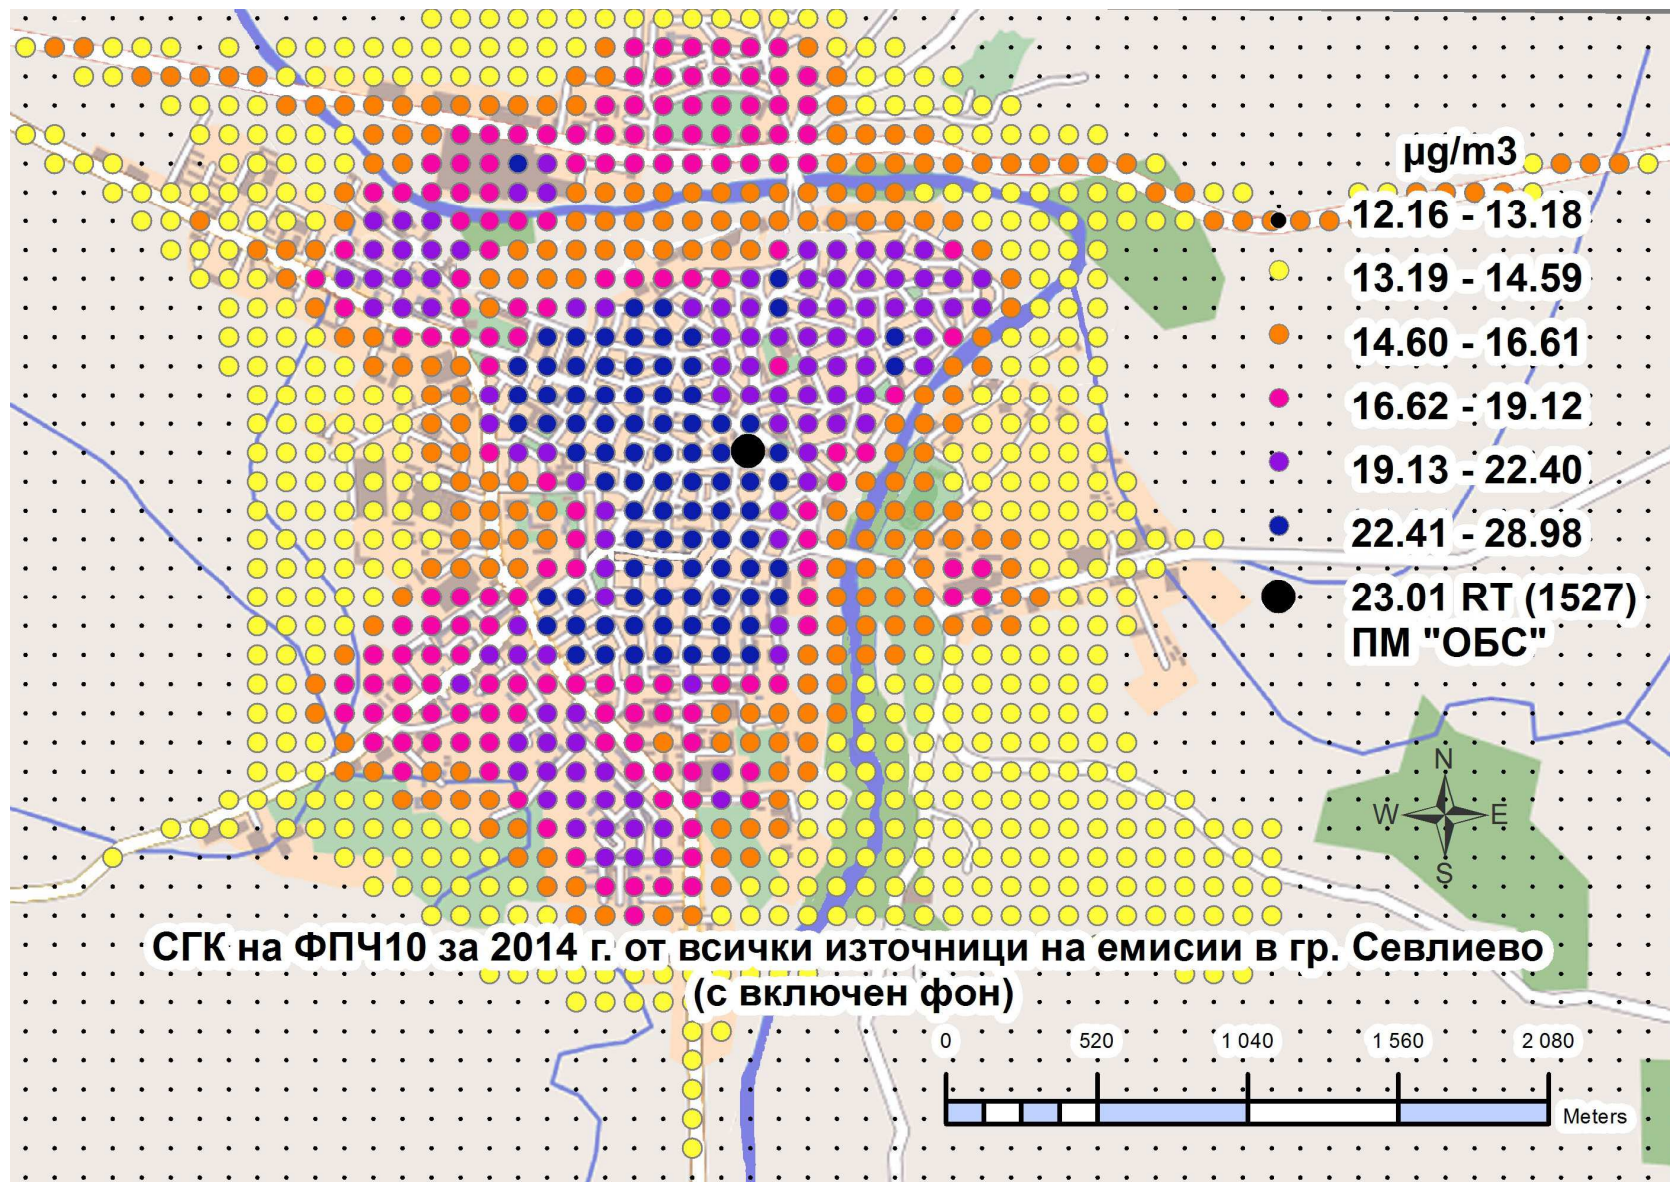 µg/m3
12.16 - 13.18
13.19 - 14.59
14.60 - 16.61
16.62 - 19.12
19.13 - 22.40
22.41 - 28.98
23.01 RT (1527)
ПМ "ОБС"
N
W E
S
СГК на ФПЧ10 за 2014 г. от всички източници на емисии в гр. Севлиево
(с включен фон)
0 520 1 040 1 560 2 080
Meters